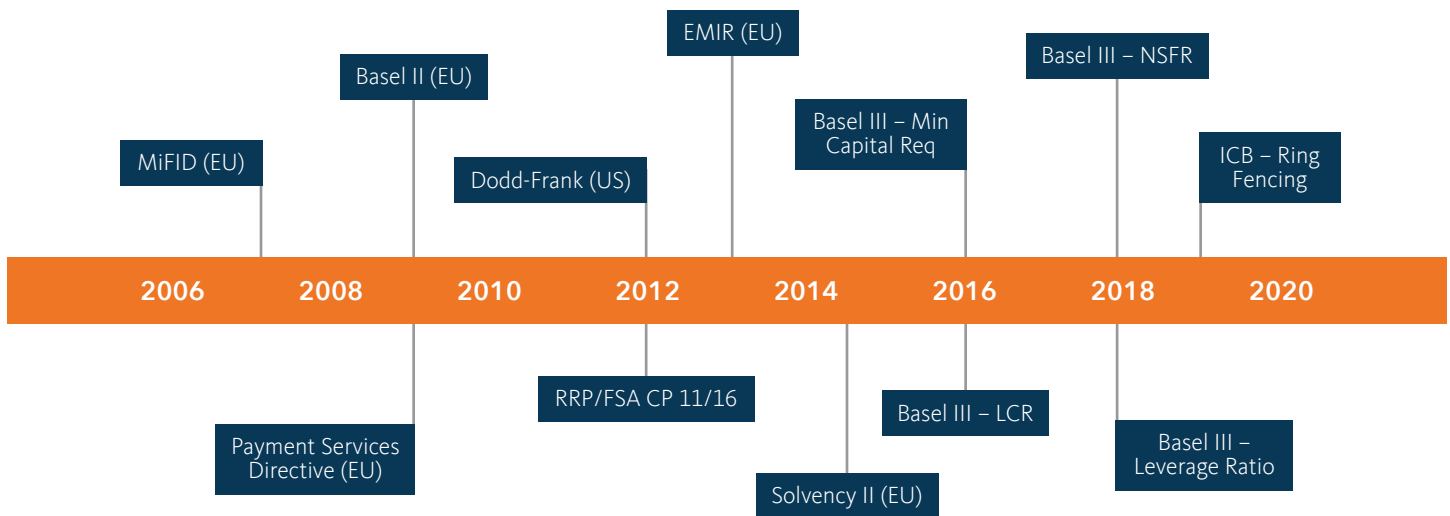 EMIR (EU)
Basel II (EU)
Basel III – NSFR
MiFID (EU)
Dodd-Frank (US)
Basel III – Min
Capital Req
ICB – Ring
Fencing
2006 2008 2010 2012 2014 2016 2018 2020
RRP/FSA CP 11/16
Basel III – LCR
Payment Services
Directive (EU)
Basel III –
Leverage Ratio
Solvency II (EU)